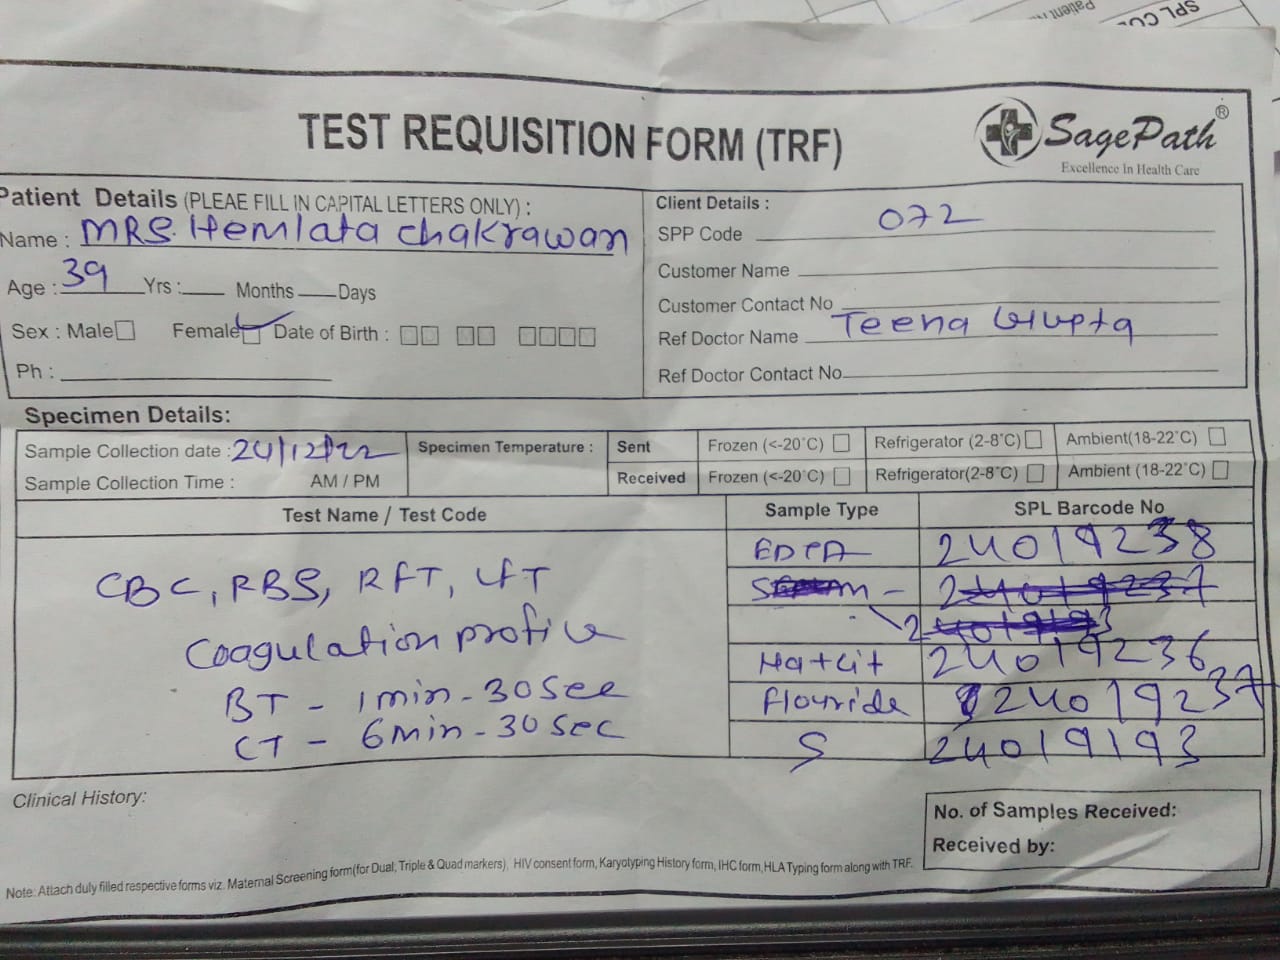 SPL CO
Patient
TEST REQUISITION FORM (TRF)
SagePath®
Excellence In Health Care
Patient Details (PLEAE FILL IN CAPITAL LETTERS ONLY) :
Name : MRS. Hemlata Chakrawan
Age : 39 Yrs : Months Days
Sex : Male Female Date of Birth :
Ph :
Client Details :
SPP Code 072
Customer Name
Customer Contact No
Ref Doctor Name Teena Gupta
Ref Doctor Contact No
Specimen Details:
Sample Collection date : 24/12/22
Sample Collection Time : AM / PM
Specimen Temperature :
Sent Frozen (<-20°C) Refrigerator (2-8°C) Ambient(18-22°C)
Received Frozen (<-20°C) Refrigerator(2-8°C) Ambient (18-22°C)
Test Name / Test Code Sample Type SPL Barcode No
CBC, RBS, RFT, LFT
Coagulation profile
BT - 1min - 30sec
CT - 6min - 30sec
EDTA 24019238
24019237
24019193
Na+Cit 24019236
Flouride 24019237
S 24019193
Clinical History:
No. of Samples Received:
Received by:
Note: Attach duly filled respective forms viz. Maternal Screening form(for Dual, Triple & Quad markers), HIV consent form, Karyotyping History form, IHC form, HLA Typing form along with TRF.